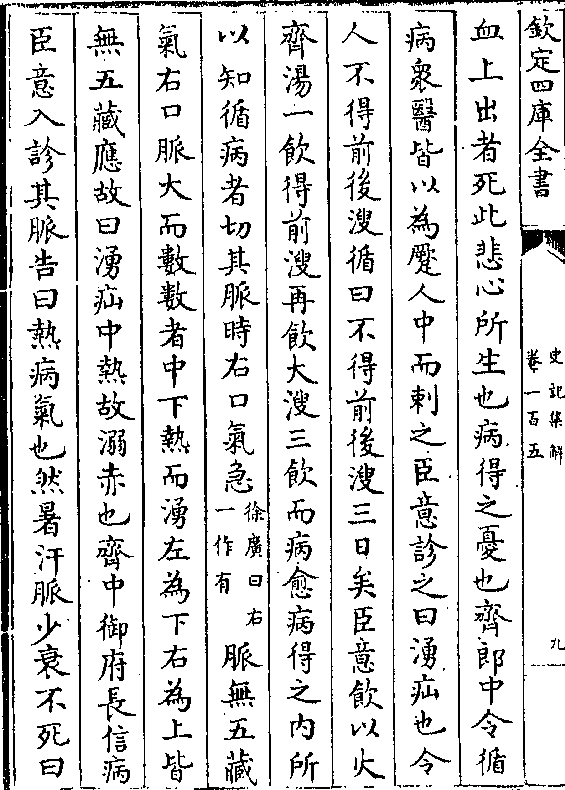 欽定四庫全書
史記集解
卷一百五
九
血上出者死此悲心所生也病得之憂也齊郎中令循
病衆醫皆以為蹷人中而刺之臣意診之曰湧疝也令
人不得前後溲循曰不得前後溲三日矣臣意飲以火
齊湯一飲得前溲再飲大溲三飲而病愈病得之内所
以知循病者切其脈時右口氣急徐廣曰右一作有脈無五藏
氣右口脈大而數數者中下熱而湧左為下右為上皆
無五藏應故曰湧疝中熱故溺赤也齊中御府長信病
臣意入診其脈告曰熱病氣也然暑汗脈少衰不死曰